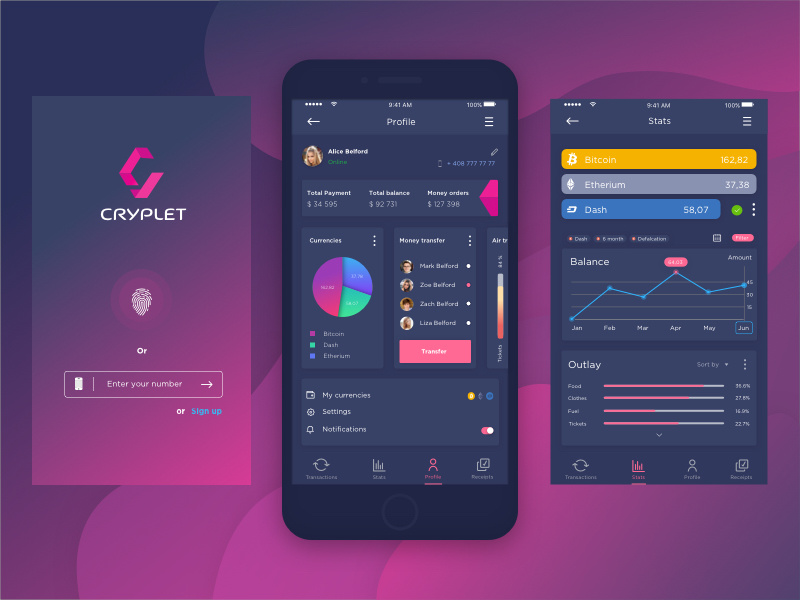 CRYPLET
Or
Enter your number
or Sign up
9:41 AM
100%
Profile
Alice Belford
Online
+ 408 777 77 77
Total Payment
$ 34 595
Total balance
$ 92 731
Money orders
$ 127 398
Currencies
162.82
37.78
58.07
Bitcoin
Dash
Etherium
Money transfer
Mark Belford
Zoe Belford
Zach Belford
Liza Belford
Transfer
Air tr
84 %
Tickets
My currencies
Settings
Notifications
Transactions
Stats
Profile
Receipts
9:41 AM
100%
Stats
Bitcoin
162,82
Etherium
37,38
Dash
58,07
Dash
6 month
Defalcation
Filter
Balance
Amount
94.03
45
30
15
Jan
Feb
Mar
Apr
May
Jun
Outlay
Sort by
Food
Clothes
27.8%
Fuel
16.9%
Tickets
22.7%
Transactions
Stats
Profile
Receipts